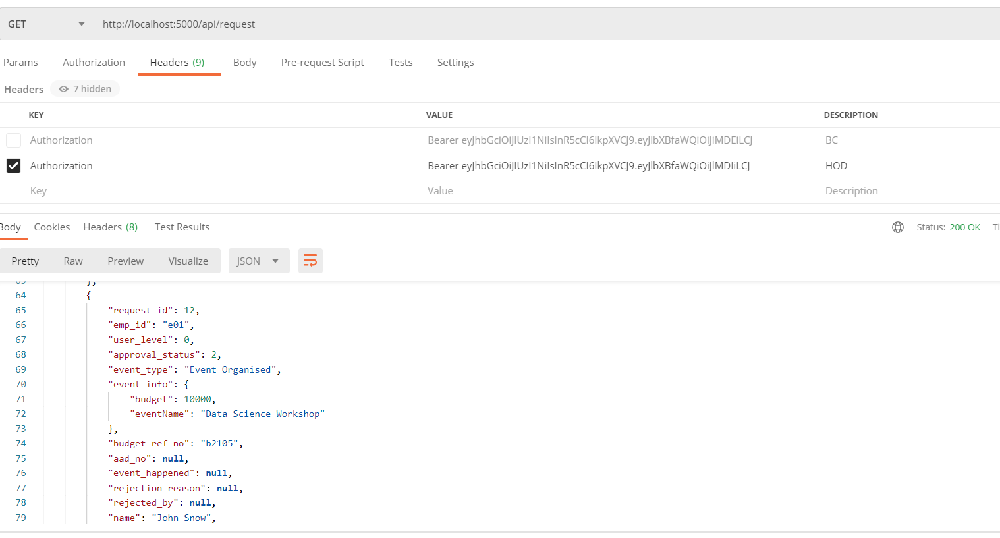 GET http://localhost:5000/api/request
Params Authorization Headers (9) Body Pre-request Script Tests Settings
Headers 7 hidden
KEY VALUE DESCRIPTION
Authorization Bearer eyJhbGciOiJIUzI1NiIsInR5cCI6IkpXVCJ9.eyJlbXBfaWQiOiJiMDEiLCJ BC
Authorization Bearer eyJhbGciOiJIUzI1NiIsInR5cCI6IkpXVCJ9.eyJlbXBfaWQiOiJlMDIiLCJ HOD
Key Value Description
Body Cookies Headers (8) Test Results Status: 200 OK Ti
Pretty Raw Preview Visualize JSON
63 },
64 {
65 "request_id": 12,
66 "emp_id": "e01",
67 "user_level": 0,
68 "approval_status": 2,
69 "event_type": "Event Organised",
70 "event_info": {
71 "budget": 10000,
72 "eventName": "Data Science Workshop"
73 },
74 "budget_ref_no": "b2105",
75 "aad_no": null,
76 "event_happened": null,
77 "rejection_reason": null,
78 "rejected_by": null,
79 "name": "John Snow",